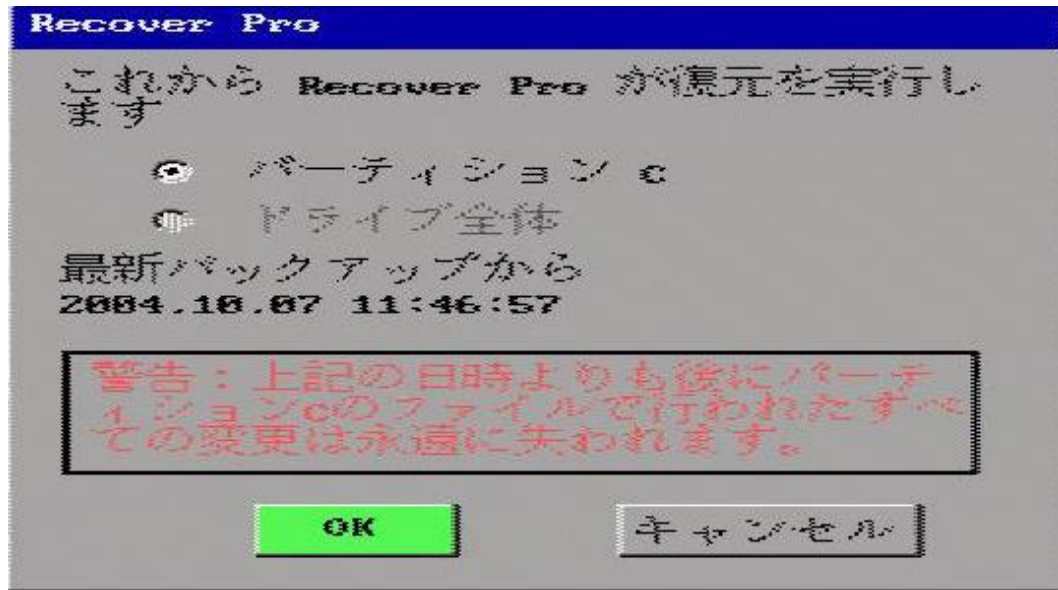 Recover Pro
これから Recover Pro が復元を実行し
ます
パーティション c
ドライブ全体
最新バックアップから
2004.10.07 11:46:57
警告：上記の日時よりも後にパーテ
ィションcのファイルで行われたすべ
ての変更は永遠に失われます。
OK
キャンセル